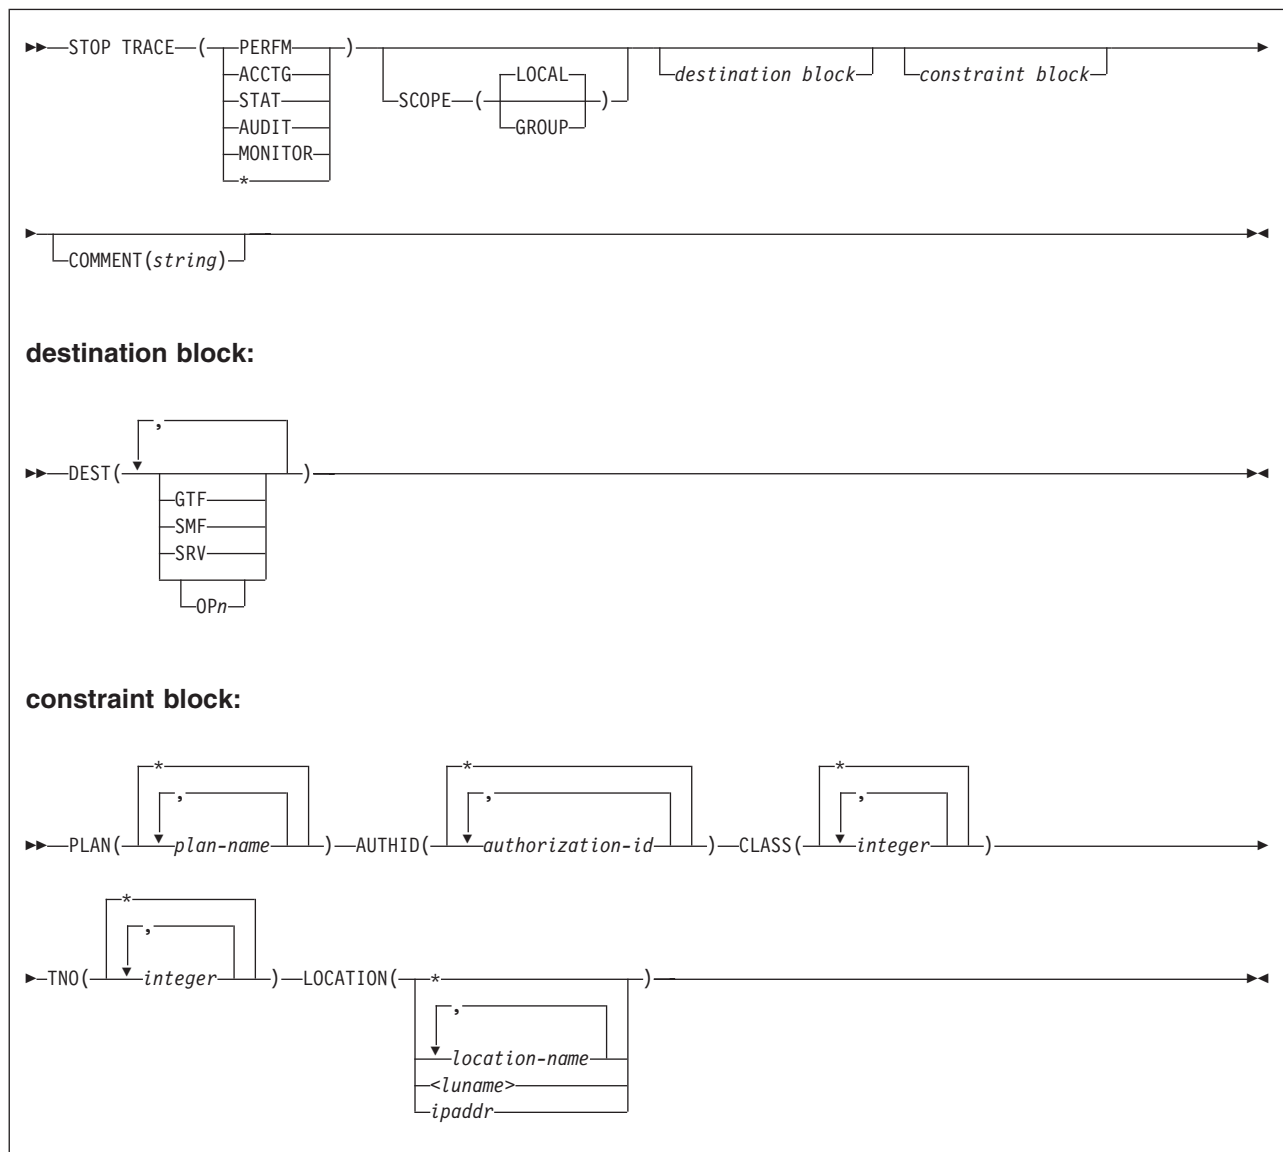 STOP TRACE ( PERFM )
ACCTG
STAT
AUDIT
MONITOR
*
SCOPE ( LOCAL )
GROUP
destination block
constraint block
COMMENT(string)
destination block:
DEST( , )
GTF
SMF
SRV
OPn
constraint block:
PLAN( * , plan-name ) AUTHID( * , authorization-id ) CLASS( * , integer )
TNO( * , integer ) LOCATION( * )
,
location-name
<luname>
ipaddr